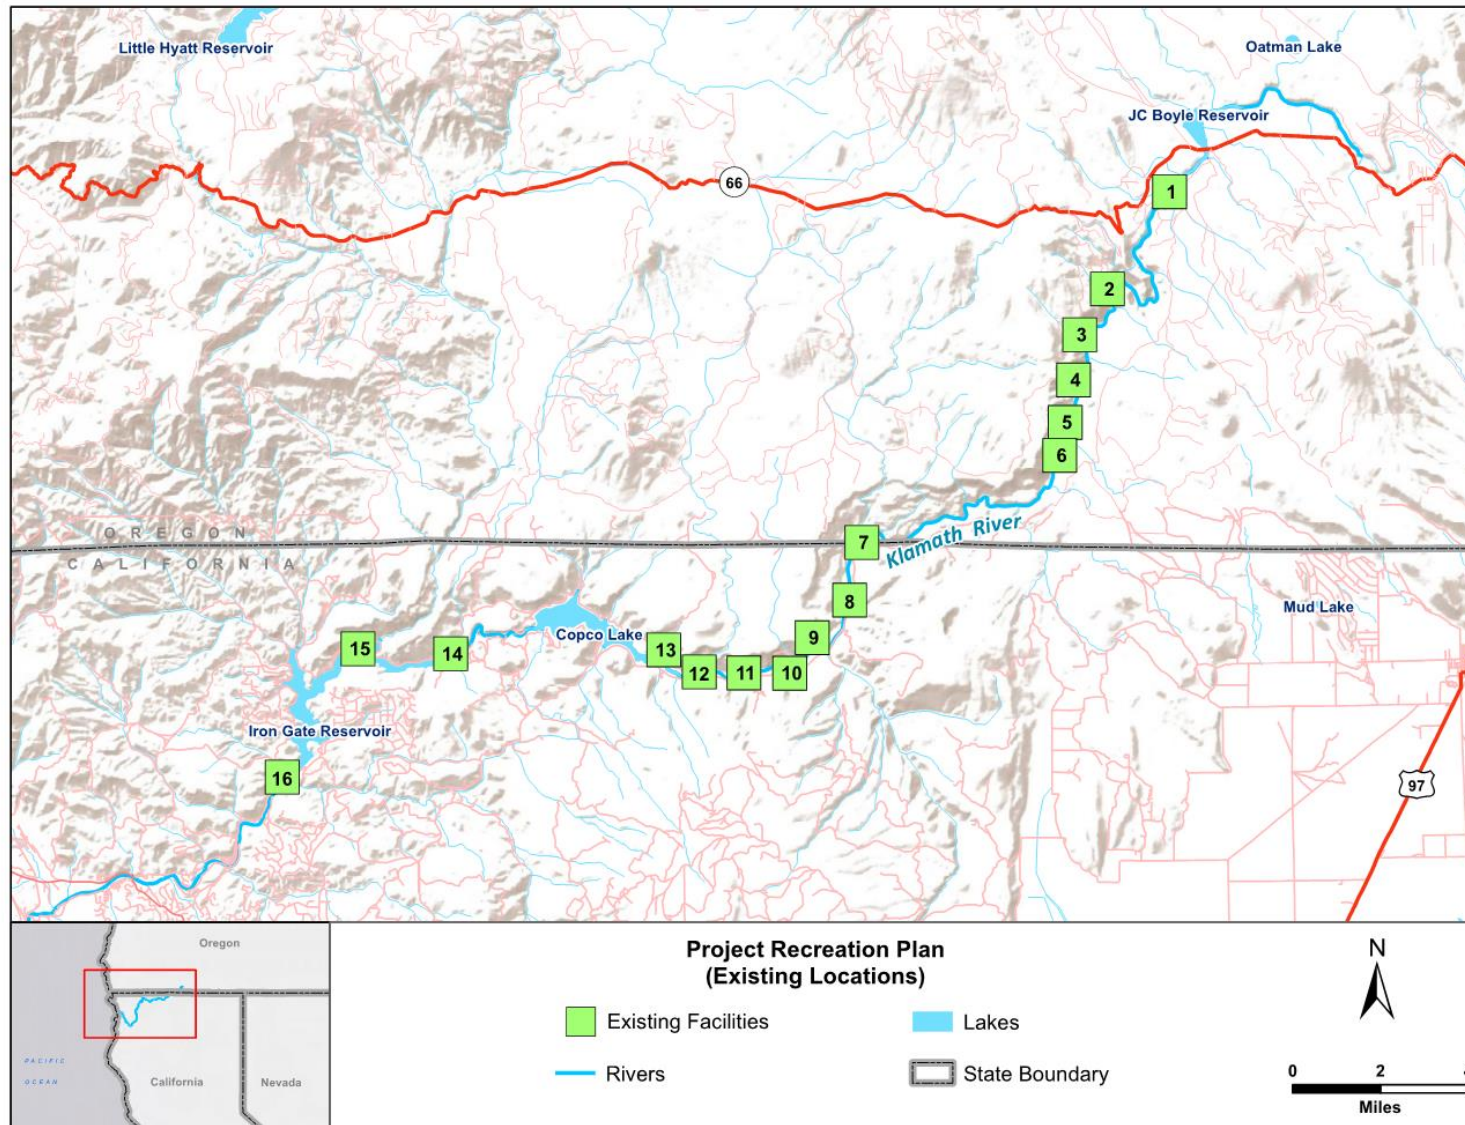 Little Hyatt Reservoir
Oatman Lake
JC Boyle Reservoir
66
1
2
3
4
5
6
OREGON
Klamath River
7
CALIFORNIA
8
Mud Lake
Copco Lake
9
13
15
14
12
11
10
Iron Gate Reservoir
16
97
Oregon
PACIFIC
OCEAN
California
Nevada
Project Recreation Plan
(Existing Locations)
Existing Facilities
Lakes
Rivers
State Boundary
N
0 2
Miles